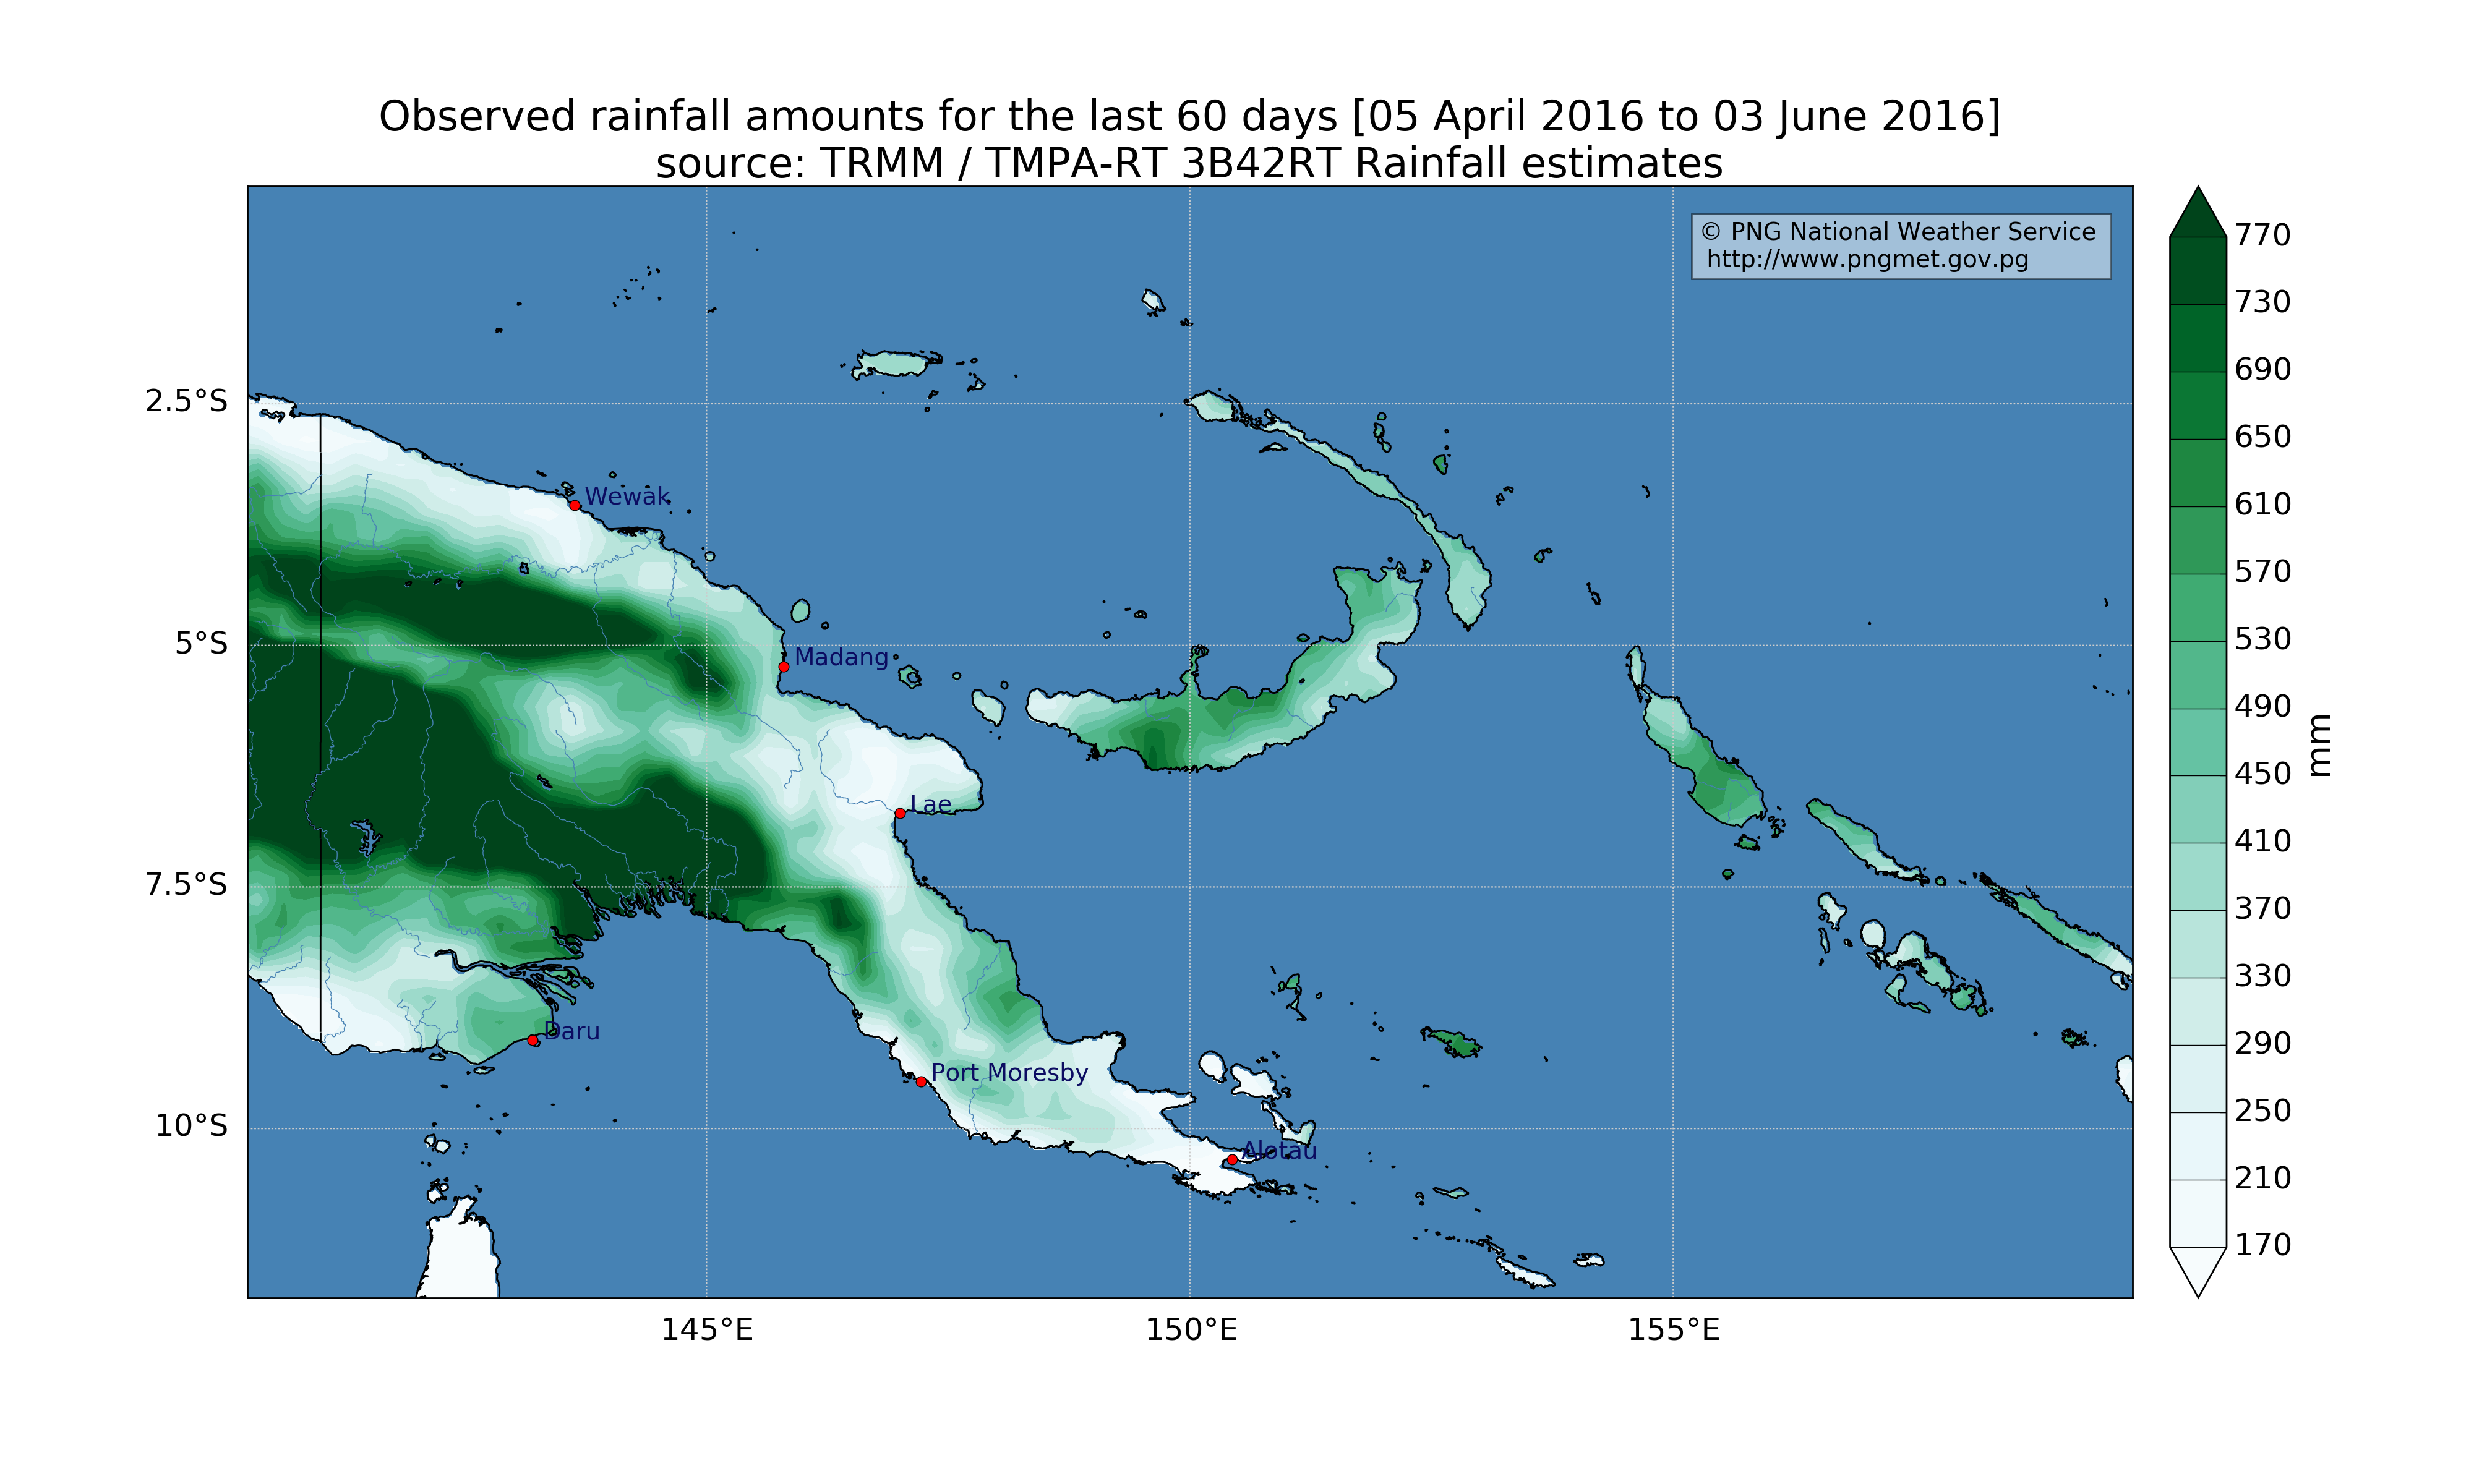 Observed rainfall amounts for the last 60 days [05 April 2016 to 03 June 2016]
source: TRMM / TMPA-RT 3B42RT Rainfall estimates
© PNG National Weather Service
http://www.pngmet.gov.pg
2.5°S
5°S
7.5°S
10°S
Wewak
Madang
Lae
Daru
Port Moresby
Alotau
145°E
150°E
155°E
770
730
690
650
610
570
530
490
450
410
370
330
290
250
210
170
mm